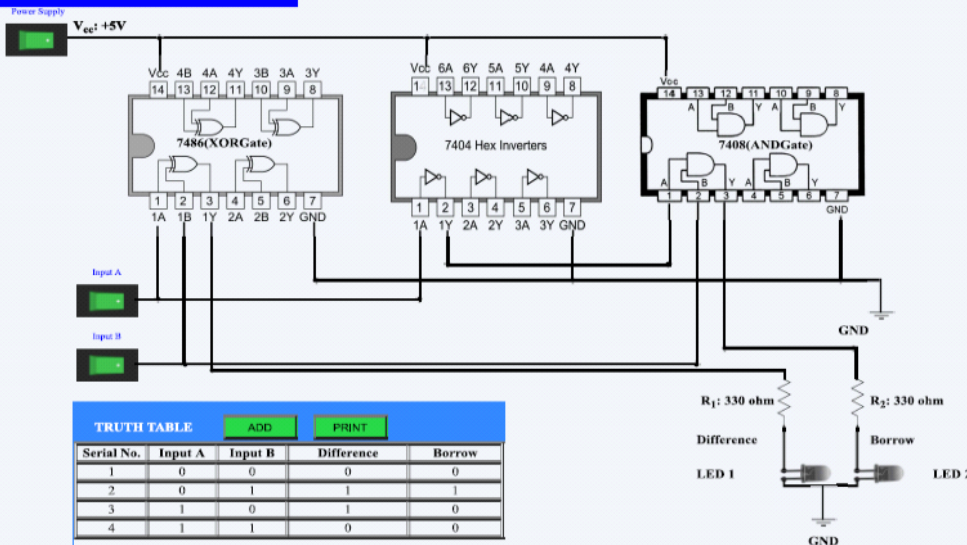 Power Supply
Vcc: +5V
Vcc 4B 4A 4Y 3B 3A 3Y
14 13 12 11 10 9 8
7486(XORGate)
1 2 3 4 5 6 7
1A 1B 1Y 2A 2B 2Y GND
Vcc 6A 6Y 5A 5Y 4A 4Y
14 13 12 11 10 9 8
7404 Hex Inverters
1 2 3 4 5 6 7
1A 1Y 2A 2Y 3A 3Y GND
Vcc
14 13 12 11 10 9 8
A B Y A B Y
7408(ANDGate)
A B Y A B Y
1 2 3 4 5 6 7
GND
Input A
Input B
GND
R1: 330 ohm
R2: 330 ohm
Difference
Borrow
LED 1
LED 2
GND
TRUTH TABLE ADD PRINT
Serial No. Input A Input B Difference Borrow
1 0 0 0 0
2 0 1 1 1
3 1 0 1 0
4 1 1 0 0